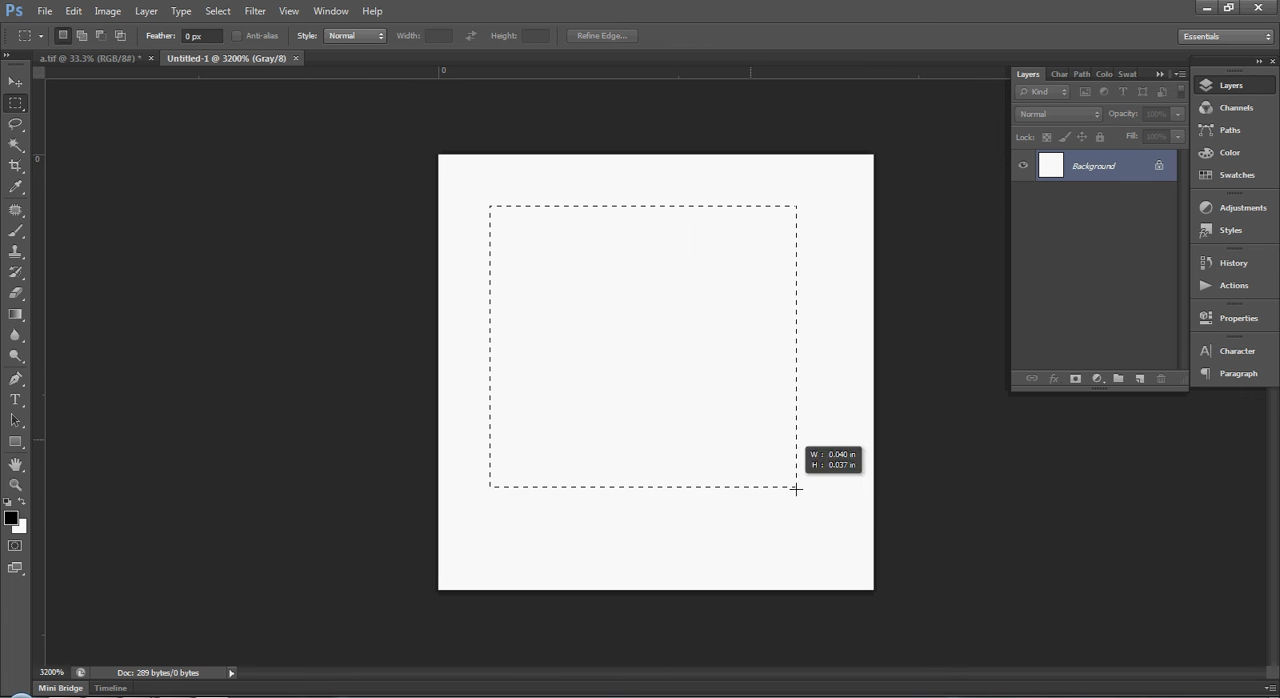 Ps File Edit Image Layer Type Select Filter View Window Help
Feather: 0 px Anti-alias Style: Normal Width: Height: Refine Edge... Essentials
a.tif @ 33.3% (RGB/8#) * × Untitled-1 @ 3200% (Gray/8) ×
0
0
Layers Char Path Colo Swat
Kind
Normal Opacity: 100%
Lock: Fill: 100%
Background
Layers
Channels
Paths
Color
Swatches
Adjustments
Styles
History
Actions
Properties
Character
Paragraph
W : 0.040 in
H : 0.037 in
3200% Doc: 289 bytes/0 bytes
Mini Bridge Timeline